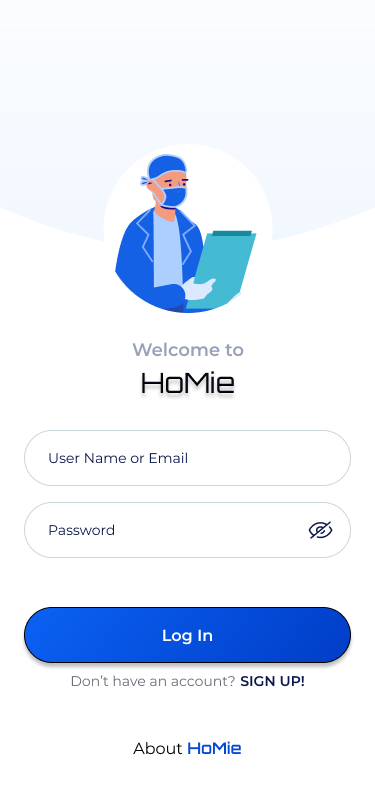 Welcome to
HoMie
User Name or Email
Password
Log In
Don’t have an account? SIGN UP!
About HoMie